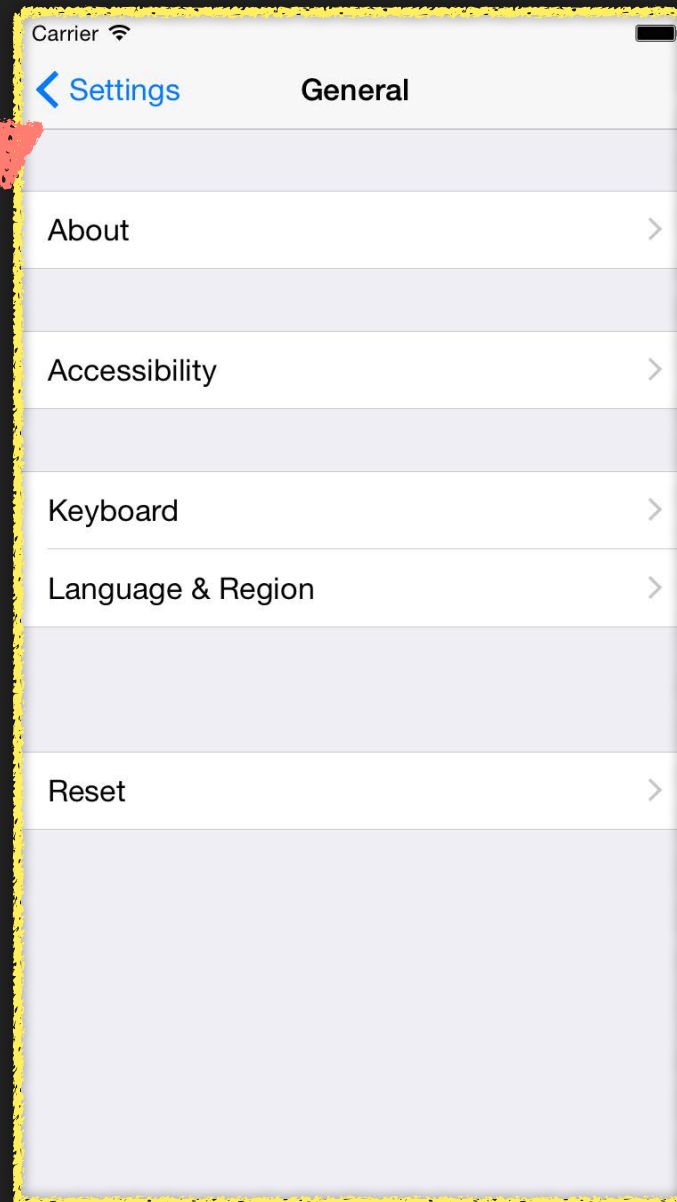 Carrier
Settings General
About
Accessibility
Keyboard
Language & Region
Reset